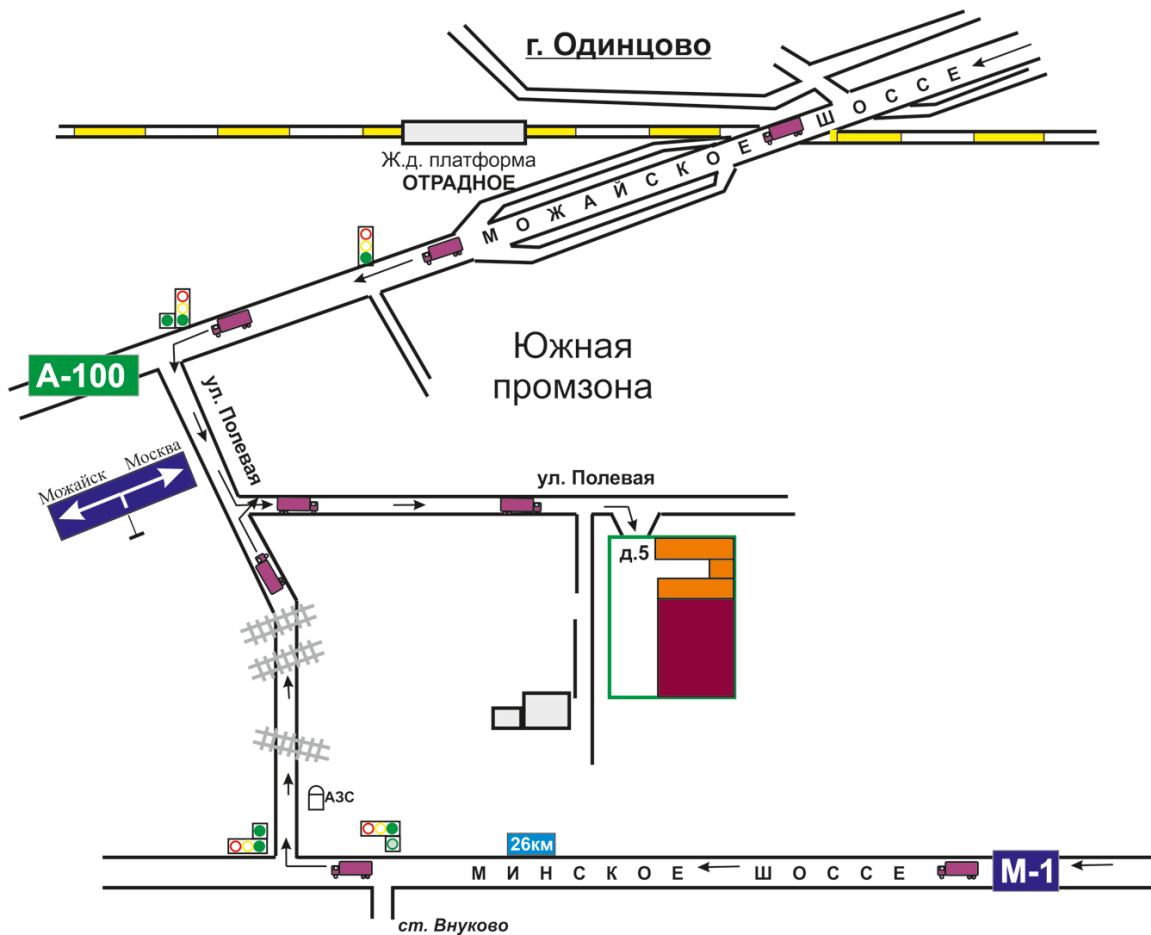 г. Одинцово
МОЖАЙСКОЕ ШОССЕ
Ж.д. платформа
ОТРАДНОЕ
А-100
Южная
промзона
ул. Полевая
Можайск Москва
ул. Полевая
д.5
АЗС
26км
МИНСКОЕ ШОССЕ
М-1
ст. Внуково